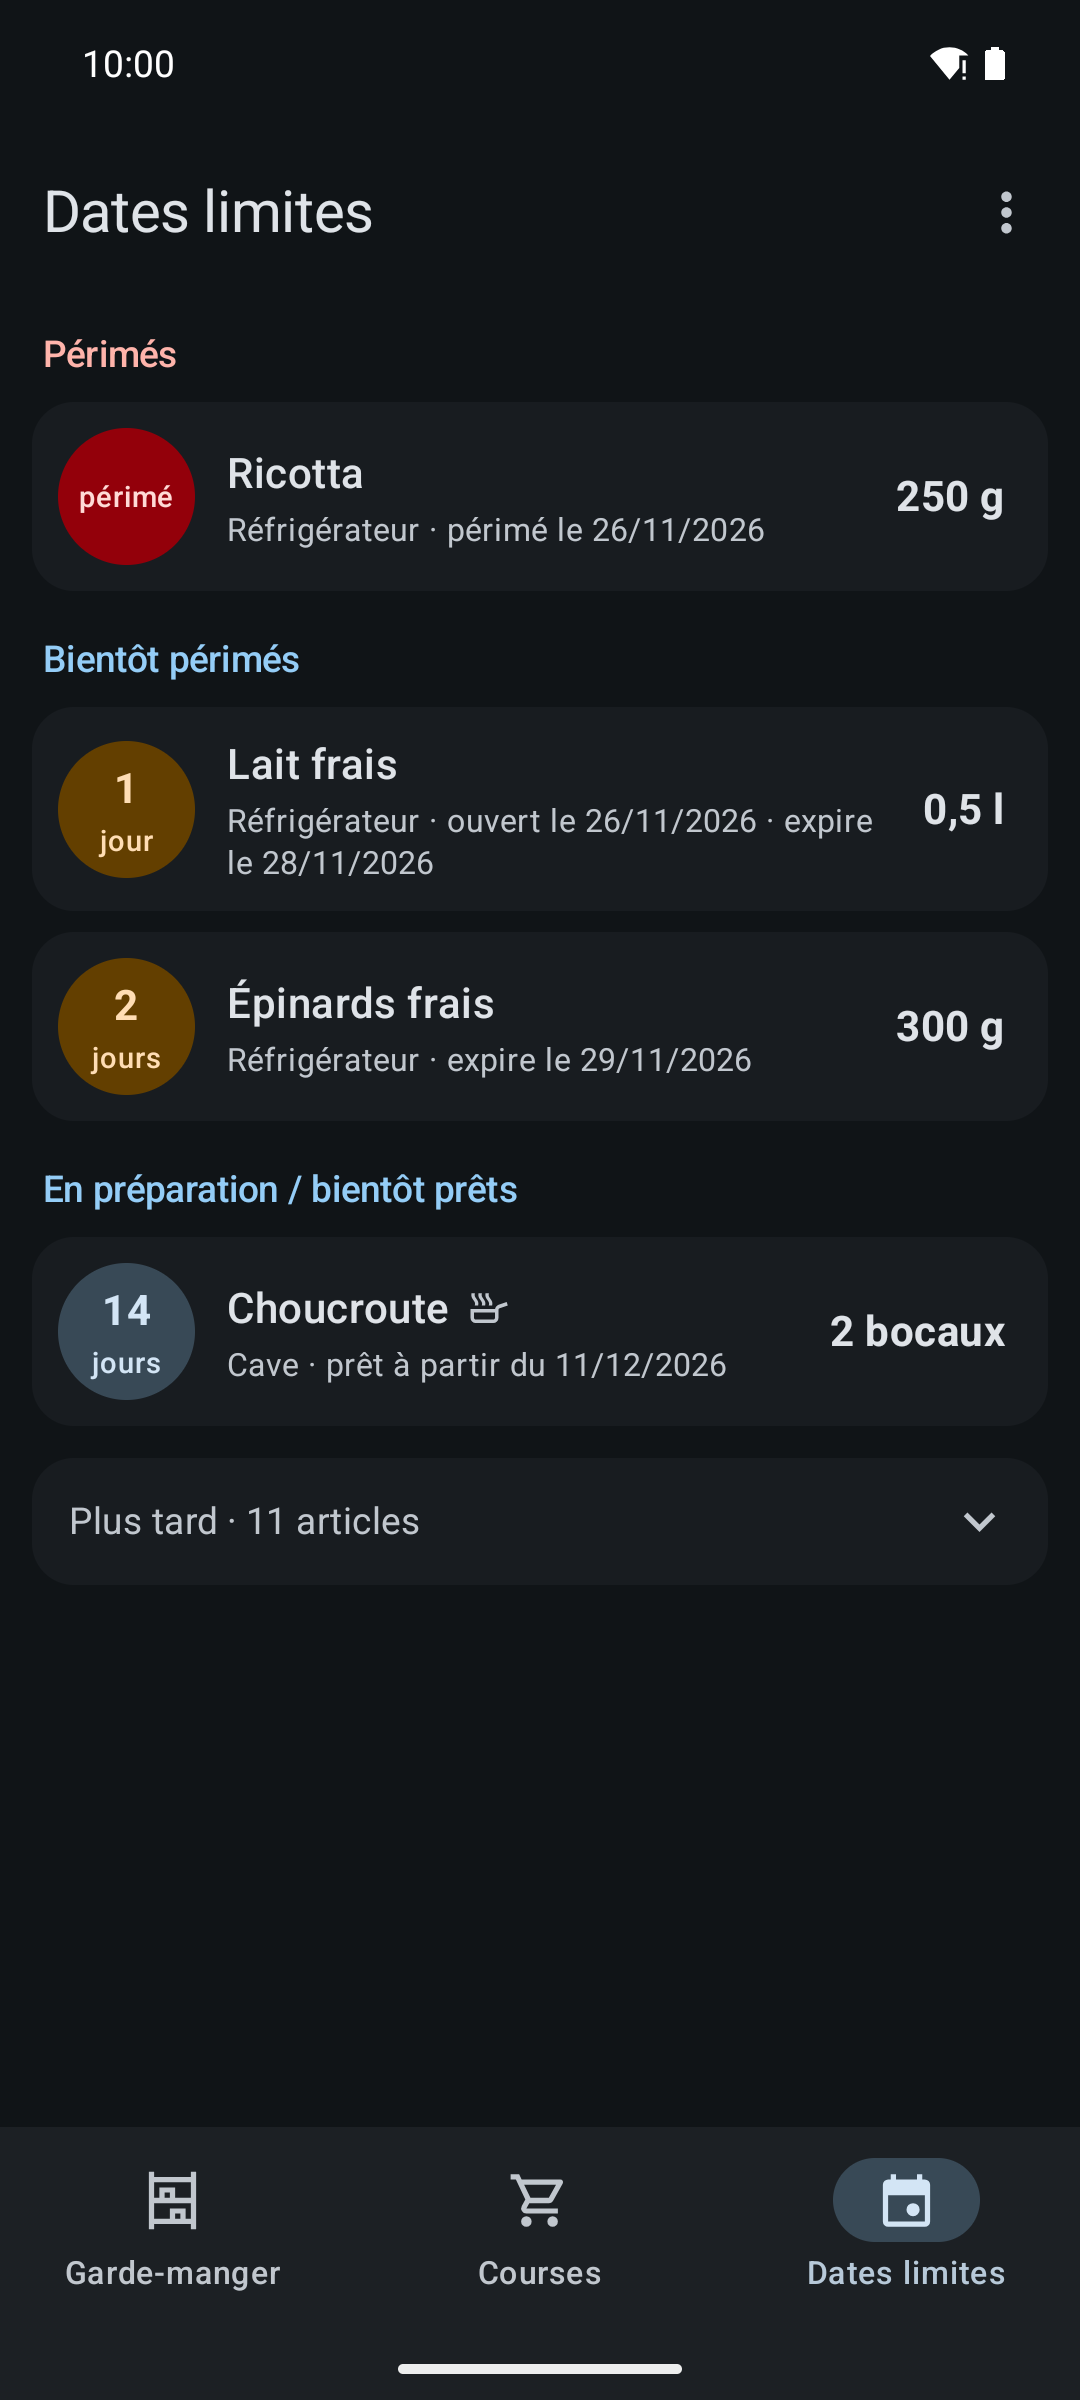 10:00
Dates limites
Périmés
périmé
Ricotta
Réfrigérateur · périmé le 26/11/2026
250 g
Bientôt périmés
1
jour
Lait frais
Réfrigérateur · ouvert le 26/11/2026 · expire
le 28/11/2026
0,5 l
2
jours
Épinards frais
Réfrigérateur · expire le 29/11/2026
300 g
En préparation / bientôt prêts
14
jours
Choucroute
Cave · prêt à partir du 11/12/2026
2 bocaux
Plus tard · 11 articles
Garde-manger
Courses
Dates limites